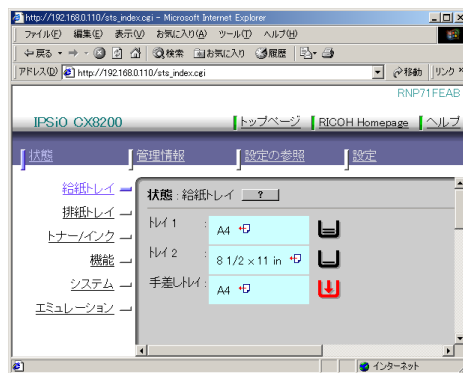 http://192.168.0.110/sts_index.cgi - Microsoft Internet Explorer
ファイル(F) 編集(E) 表示(V) お気に入り(A) ツール(T) ヘルプ(H)
戻る 検索 お気に入り 履歴
アドレス(D) http://192.168.0.110/sts_index.cgi 移動 リンク »
RNP71FEAB
IPSiO CX8200 トップページ RICOH Homepage ヘルプ
状態 管理情報 設定の参照 設定
給紙トレイ
排紙トレイ
トナー/インク
機能
システム
エミュレーション
状態 : 給紙トレイ ?
トレイ 1 : A4
トレイ 2 : 8 1/2 × 11 in
手差しトレイ : A4
インターネット